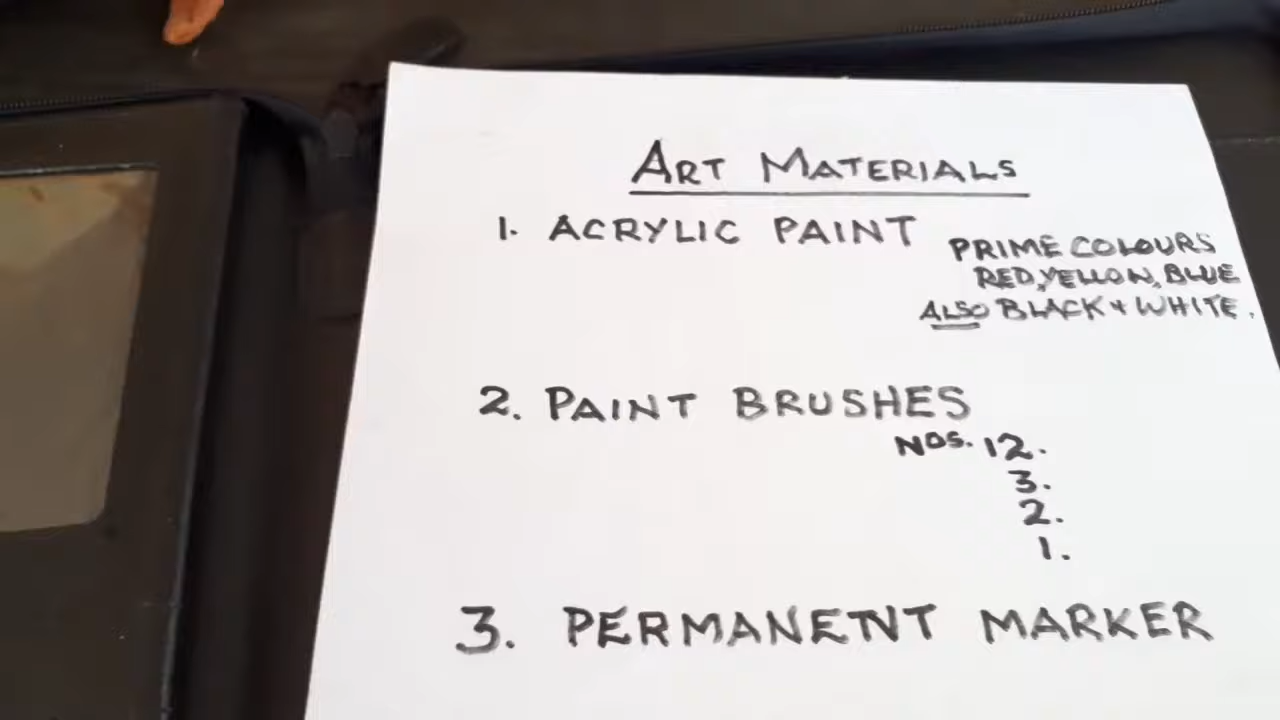 ART MATERIALS
1. ACRYLIC PAINT
PRIME COLOURS
RED, YELLOW, BLUE
ALSO BLACK + WHITE.
2. PAINT BRUSHES
NOS. 12.
3.
2.
1.
3. PERMANENT MARKER